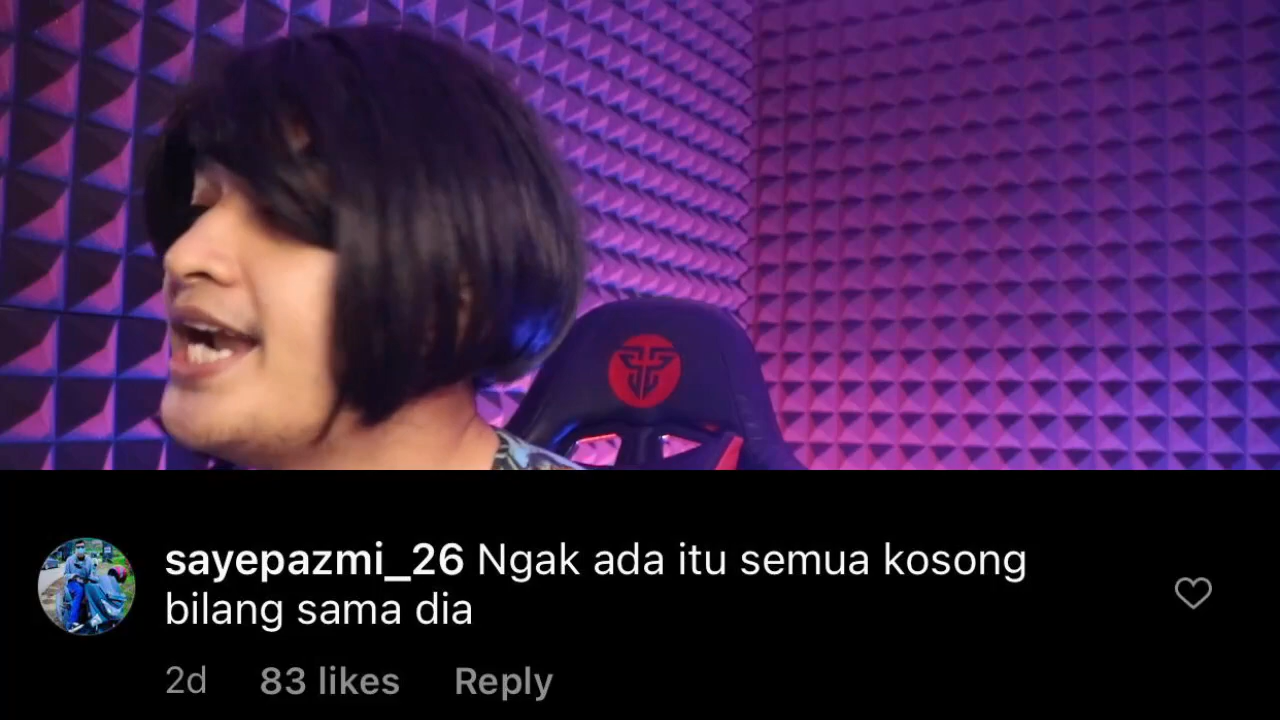 sayepazmi_26 Ngak ada itu semua kosong
bilang sama dia
2d 83 likes Reply